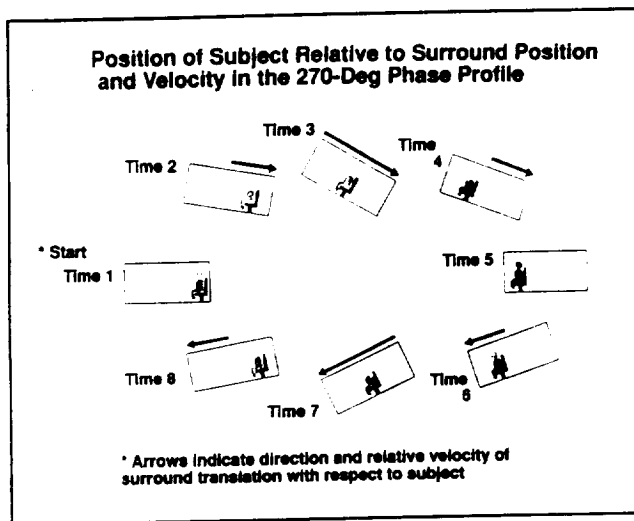 Position of Subject Relative to Surround Position
and Velocity in the 270-Deg Phase Profile
Time 3
Time 2
Time
4
* Start
Time 1
Time 5
Time 8
Time 7
Time
6
* Arrows indicate direction and relative velocity of
surround translation with respect to subject